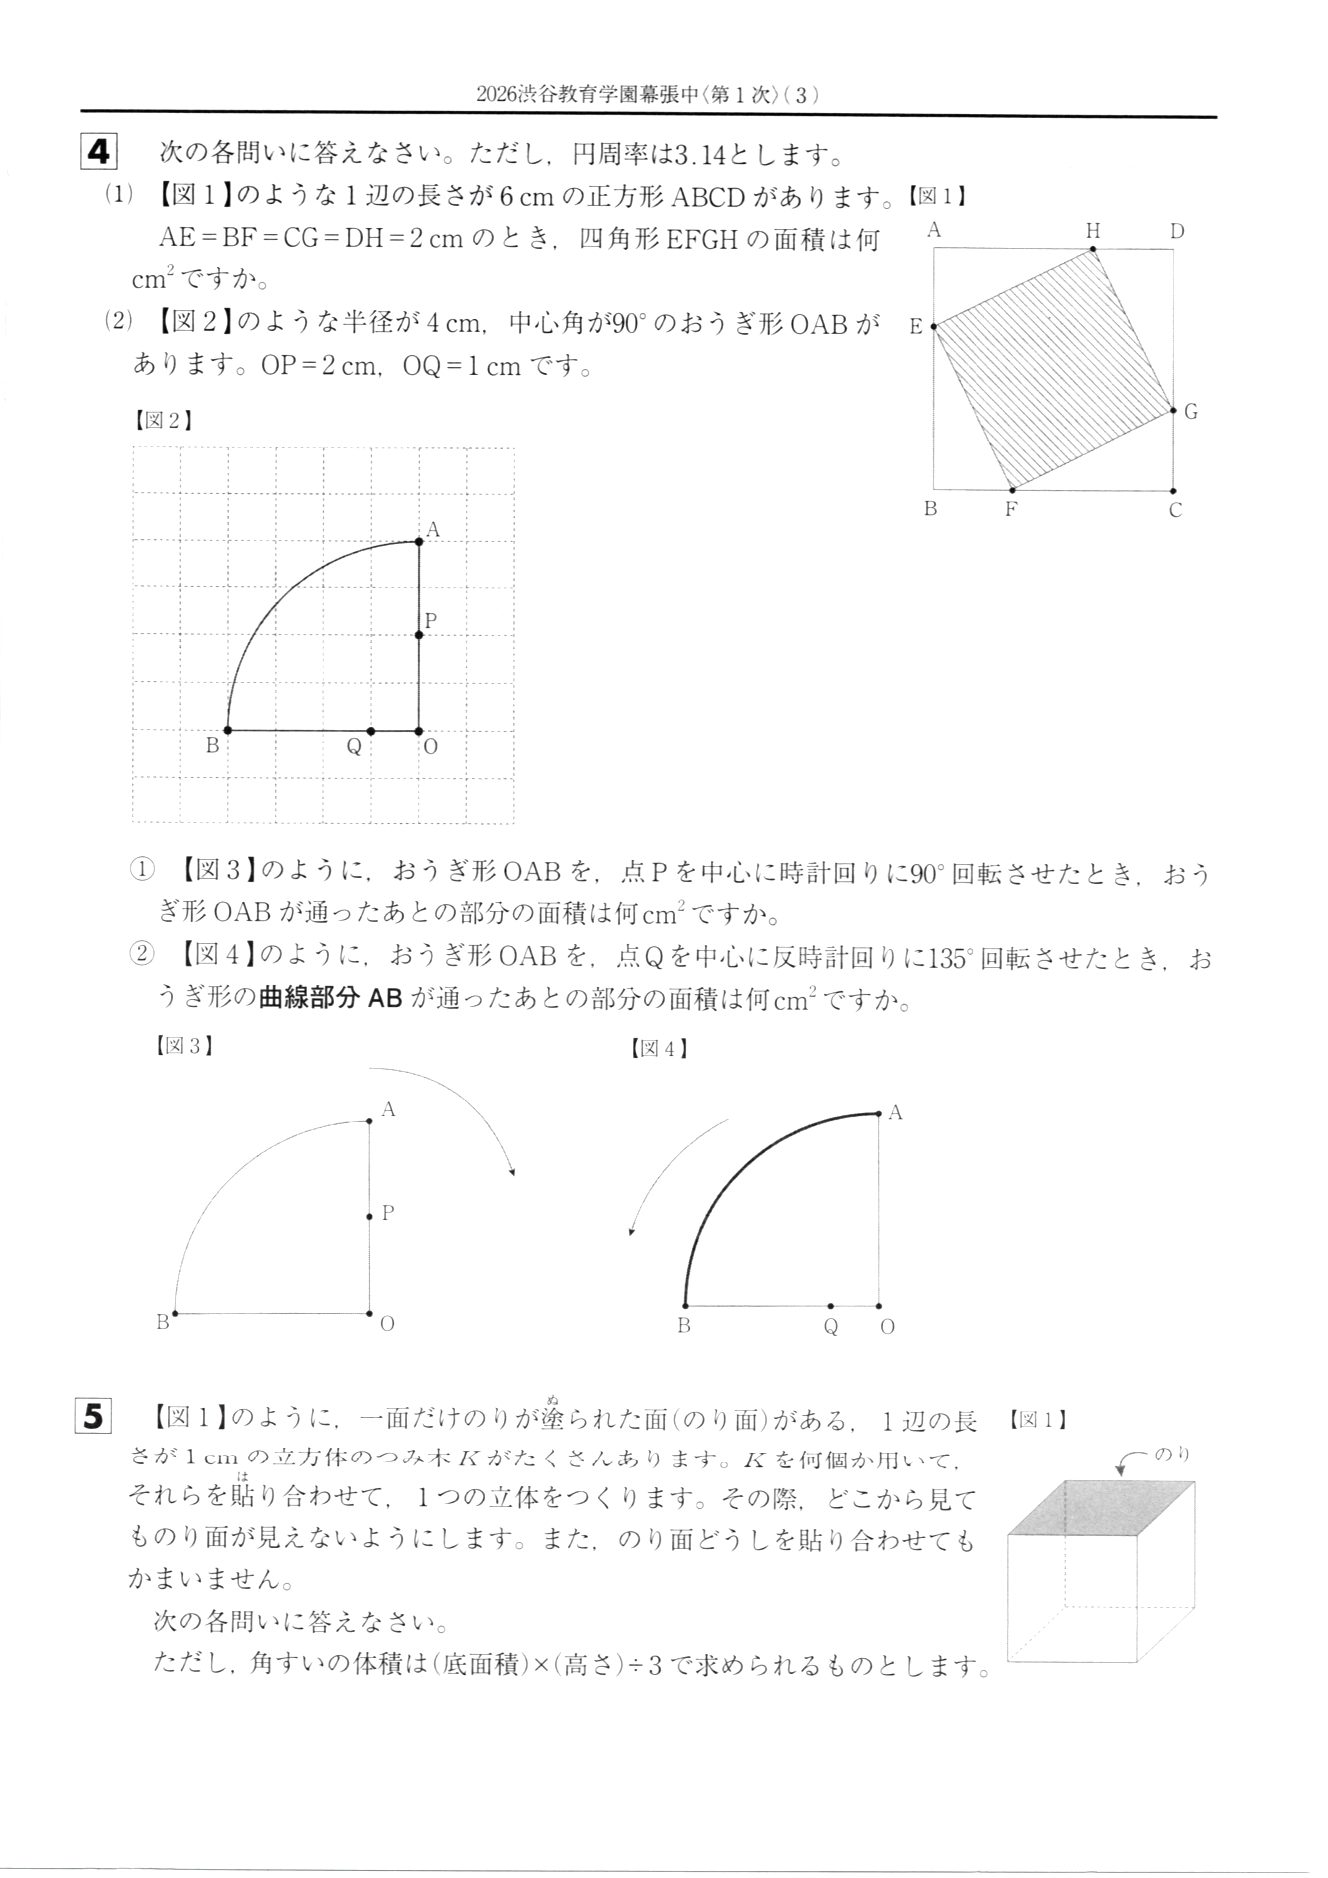 2026渋谷教育学園幕張中〈第1次〉(3)
4 次の各問いに答えなさい。ただし，円周率は3.14とします。
(1) 【図1】のような1辺の長さが6cmの正方形ABCDがあります。
AE=BF=CG=DH=2cmのとき，四角形EFGHの面積は何
cm²ですか。
【図1】
A H D
E
G
B F C
(2) 【図2】のような半径が4cm，中心角が90°のおうぎ形OABが
あります。OP=2cm，OQ=1cmです。
【図2】
A
P
B Q O
① 【図3】のように，おうぎ形OABを，点Pを中心に時計回りに90°回転させたとき，おう
ぎ形OABが通ったあとの部分の面積は何cm²ですか。
② 【図4】のように，おうぎ形OABを，点Qを中心に反時計回りに135°回転させたとき，お
うぎ形の曲線部分ABが通ったあとの部分の面積は何cm²ですか。
【図3】
A
P
B O
【図4】
A
B Q O
5 【図1】のように，一面だけのりが塗られた面(のり面)がある，1辺の長
ぬ
さが1cmの立方体のつみ木Kがたくさんあります。Kを何個か用いて，
は
それらを貼り合わせて，1つの立体をつくります。その際，どこから見て
ものり面が見えないようにします。また，のり面どうしを貼り合わせても
かまいません。
次の各問いに答えなさい。
ただし，角すいの体積は(底面積)×(高さ)÷3で求められるものとします。
【図1】
のり